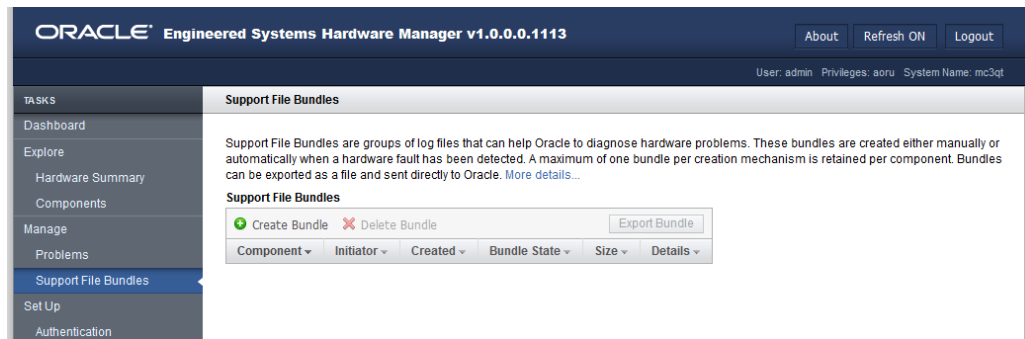 ORACLE Engineered Systems Hardware Manager v1.0.0.0.1113
About Refresh ON Logout
User: admin Privileges: aoru System Name: mc3qt
TASKS
Support File Bundles
Dashboard
Explore
Hardware Summary
Components
Manage
Problems
Support File Bundles
Set Up
Authentication
Support File Bundles are groups of log files that can help Oracle to diagnose hardware problems. These bundles are created either manually or
automatically when a hardware fault has been detected. A maximum of one bundle per creation mechanism is retained per component. Bundles
can be exported as a file and sent directly to Oracle. More details...
Support File Bundles
Create Bundle Delete Bundle Export Bundle
Component Initiator Created Bundle State Size Details